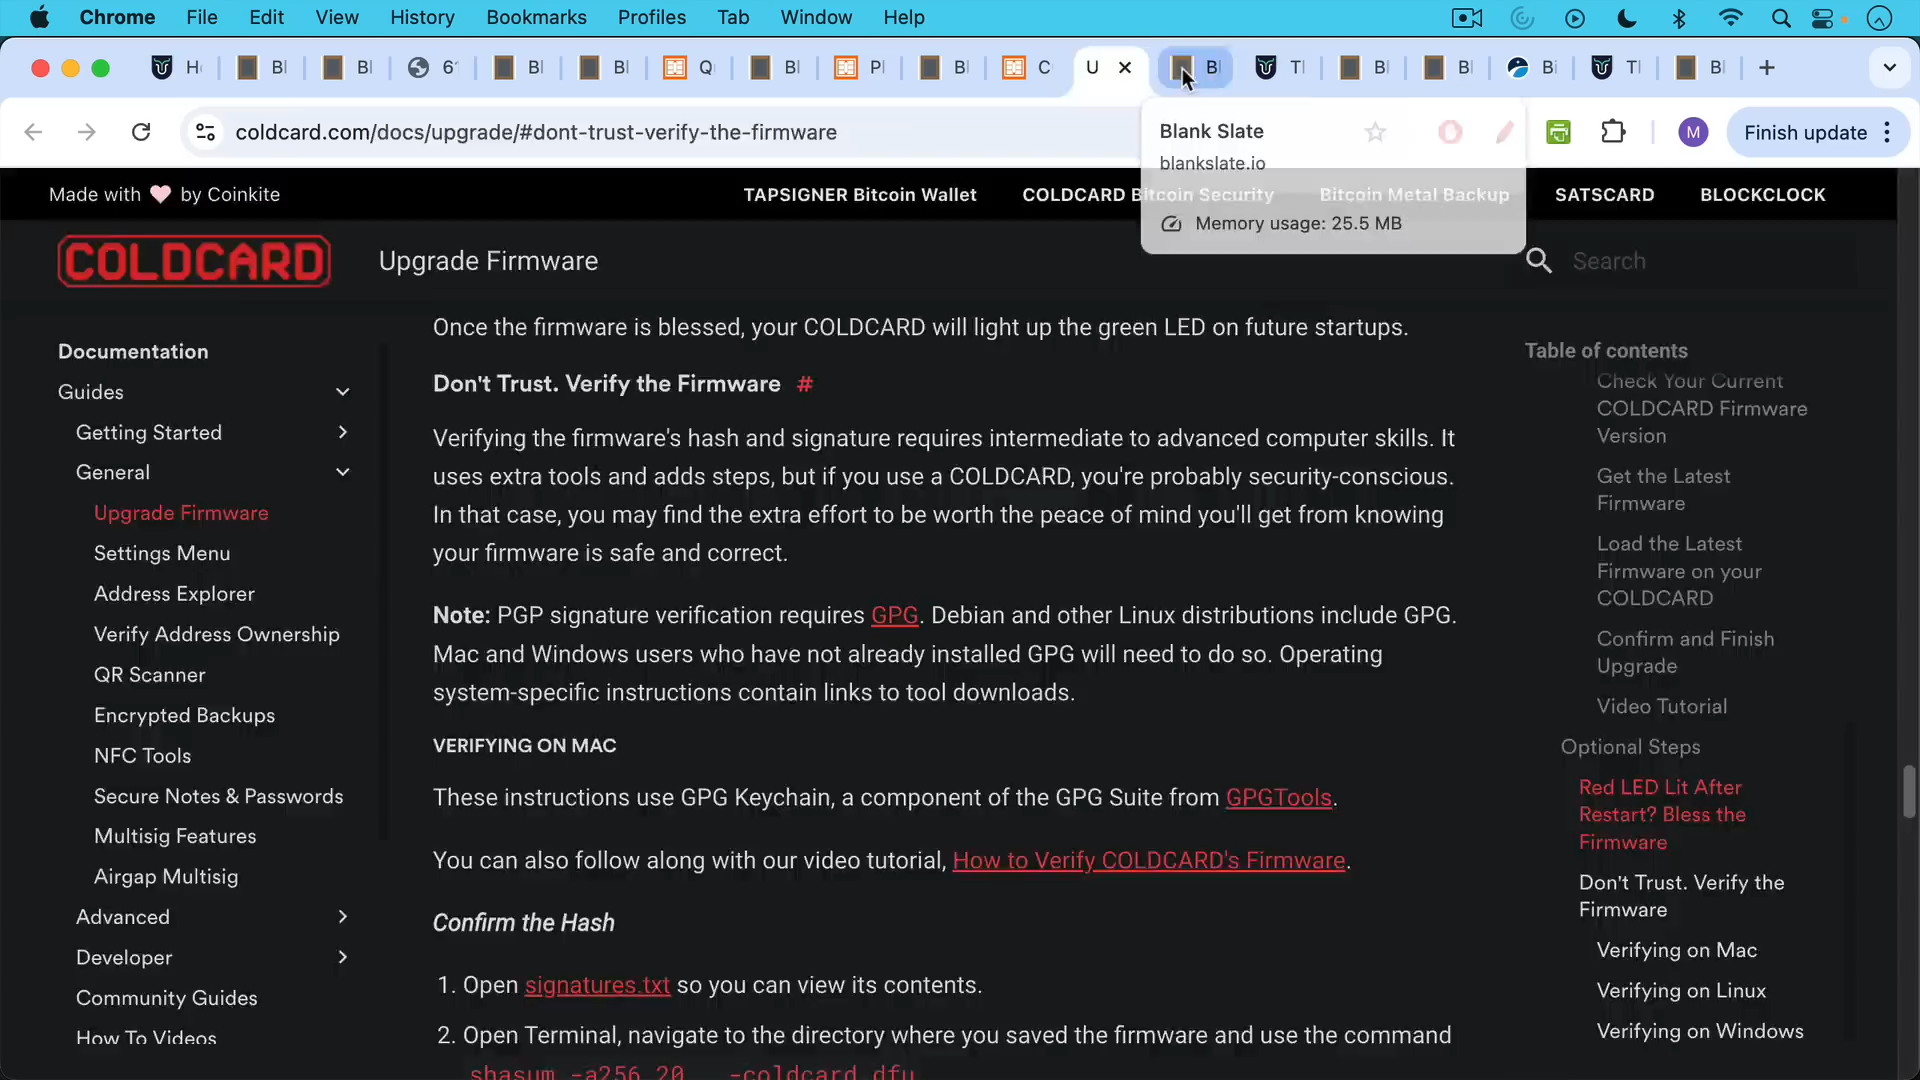 Chrome File Edit View History Bookmarks Profiles Tab Window Help
coldcard.com/docs/upgrade/#dont-trust-verify-the-firmware
M
Finish update
Blank Slate
blankslate.io
Memory usage: 25.5 MB
Made with by Coinkite
TAPSIGNER Bitcoin Wallet
COLDCARD Bitcoin Security
Bitcoin Metal Backup
SATSCARD
BLOCKCLOCK
COLDCARD
Upgrade Firmware
Search
Documentation
Guides
Getting Started
General
Upgrade Firmware
Settings Menu
Address Explorer
Verify Address Ownership
QR Scanner
Encrypted Backups
NFC Tools
Secure Notes & Passwords
Multisig Features
Airgap Multisig
Advanced
Developer
Community Guides
How To Videos
Once the firmware is blessed, your COLDCARD will light up the green LED on future startups.
Don't Trust. Verify the Firmware #
Verifying the firmware's hash and signature requires intermediate to advanced computer skills. It
uses extra tools and adds steps, but if you use a COLDCARD, you're probably security-conscious.
In that case, you may find the extra effort to be worth the peace of mind you'll get from knowing
your firmware is safe and correct.
Note: PGP signature verification requires GPG. Debian and other Linux distributions include GPG.
Mac and Windows users who have not already installed GPG will need to do so. Operating
system-specific instructions contain links to tool downloads.
VERIFYING ON MAC
These instructions use GPG Keychain, a component of the GPG Suite from GPGTools.
You can also follow along with our video tutorial, How to Verify COLDCARD's Firmware.
Confirm the Hash
1. Open signatures.txt so you can view its contents.
2. Open Terminal, navigate to the directory where you saved the firmware and use the command
shasum -a256 20...-coldcard.dfu
Table of contents
Check Your Current
COLDCARD Firmware
Version
Get the Latest
Firmware
Load the Latest
Firmware on your
COLDCARD
Confirm and Finish
Upgrade
Video Tutorial
Optional Steps
Red LED Lit After
Restart? Bless the
Firmware
Don't Trust. Verify the
Firmware
Verifying on Mac
Verifying on Linux
Verifying on Windows